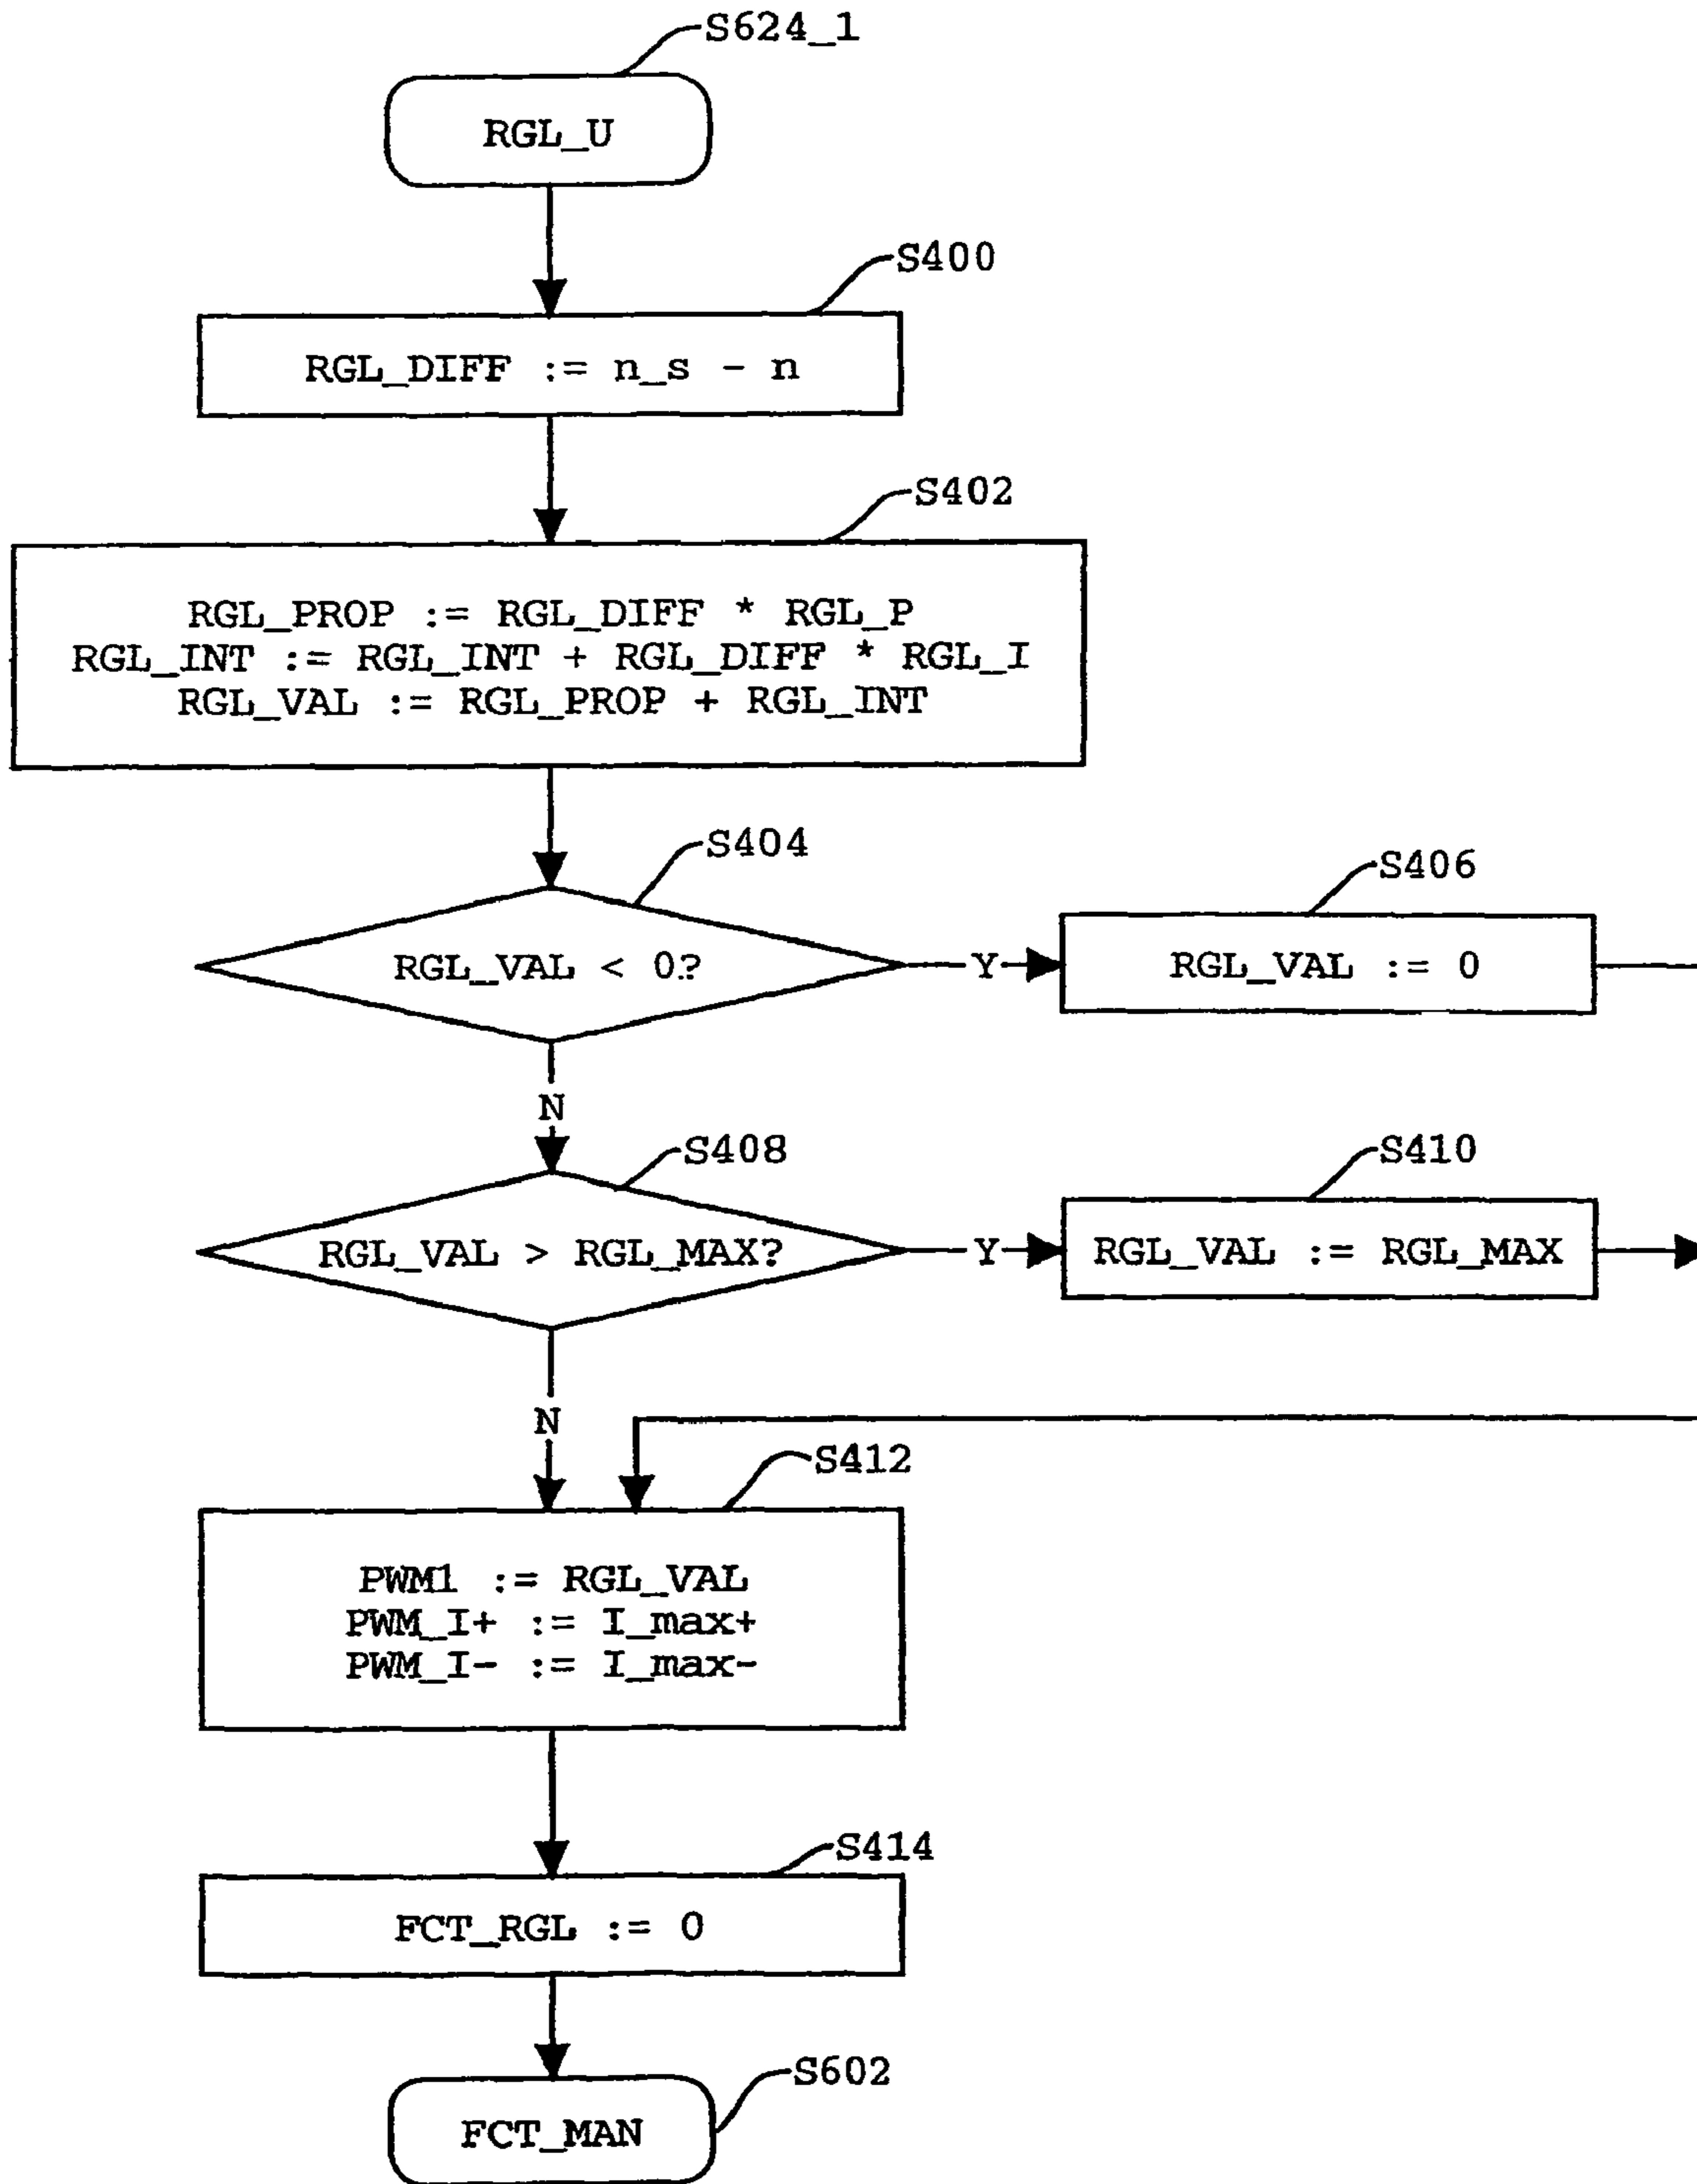 S624_1
RGL_U
S400
RGL_DIFF := n_s - n
S402
RGL_PROP := RGL_DIFF * RGL_P
RGL_INT := RGL_INT + RGL_DIFF * RGL_I
RGL_VAL := RGL_PROP + RGL_INT
S404
RGL_VAL < 0?
Y
S406
RGL_VAL := 0
N
S408
RGL_VAL > RGL_MAX?
Y
S410
RGL_VAL := RGL_MAX
N
S412
PWM1 := RGL_VAL
PWM_I+ := I_max+
PWM_I- := I_max-
S414
FCT_RGL := 0
S602
FCT_MAN